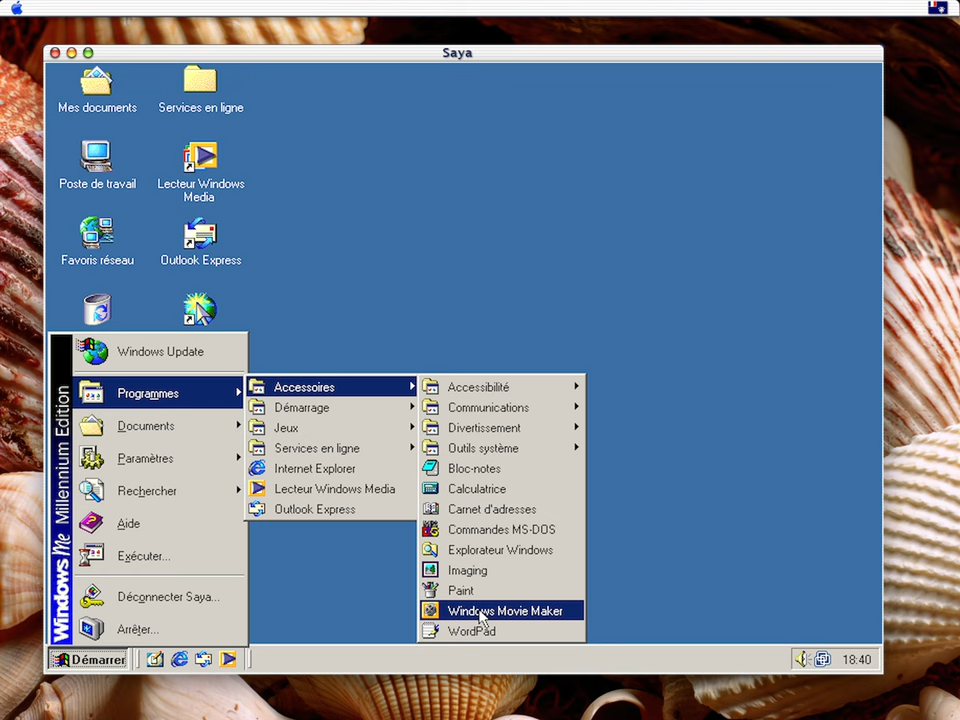 Saya
Mes documents
Services en ligne
Poste de travail
Lecteur Windows
Media
Favoris réseau
Outlook Express
Windows Me Millennium Edition
Windows Update
Programmes
Documents
Paramètres
Rechercher
Aide
Exécuter...
Déconnecter Saya...
Arrêter...
Accessoires
Démarrage
Jeux
Services en ligne
Internet Explorer
Lecteur Windows Media
Outlook Express
Accessibilité
Communications
Divertissement
Outils système
Bloc-notes
Calculatrice
Carnet d'adresses
Commandes MS-DOS
Explorateur Windows
Imaging
Paint
Windows Movie Maker
WordPad
Démarrer
18:40